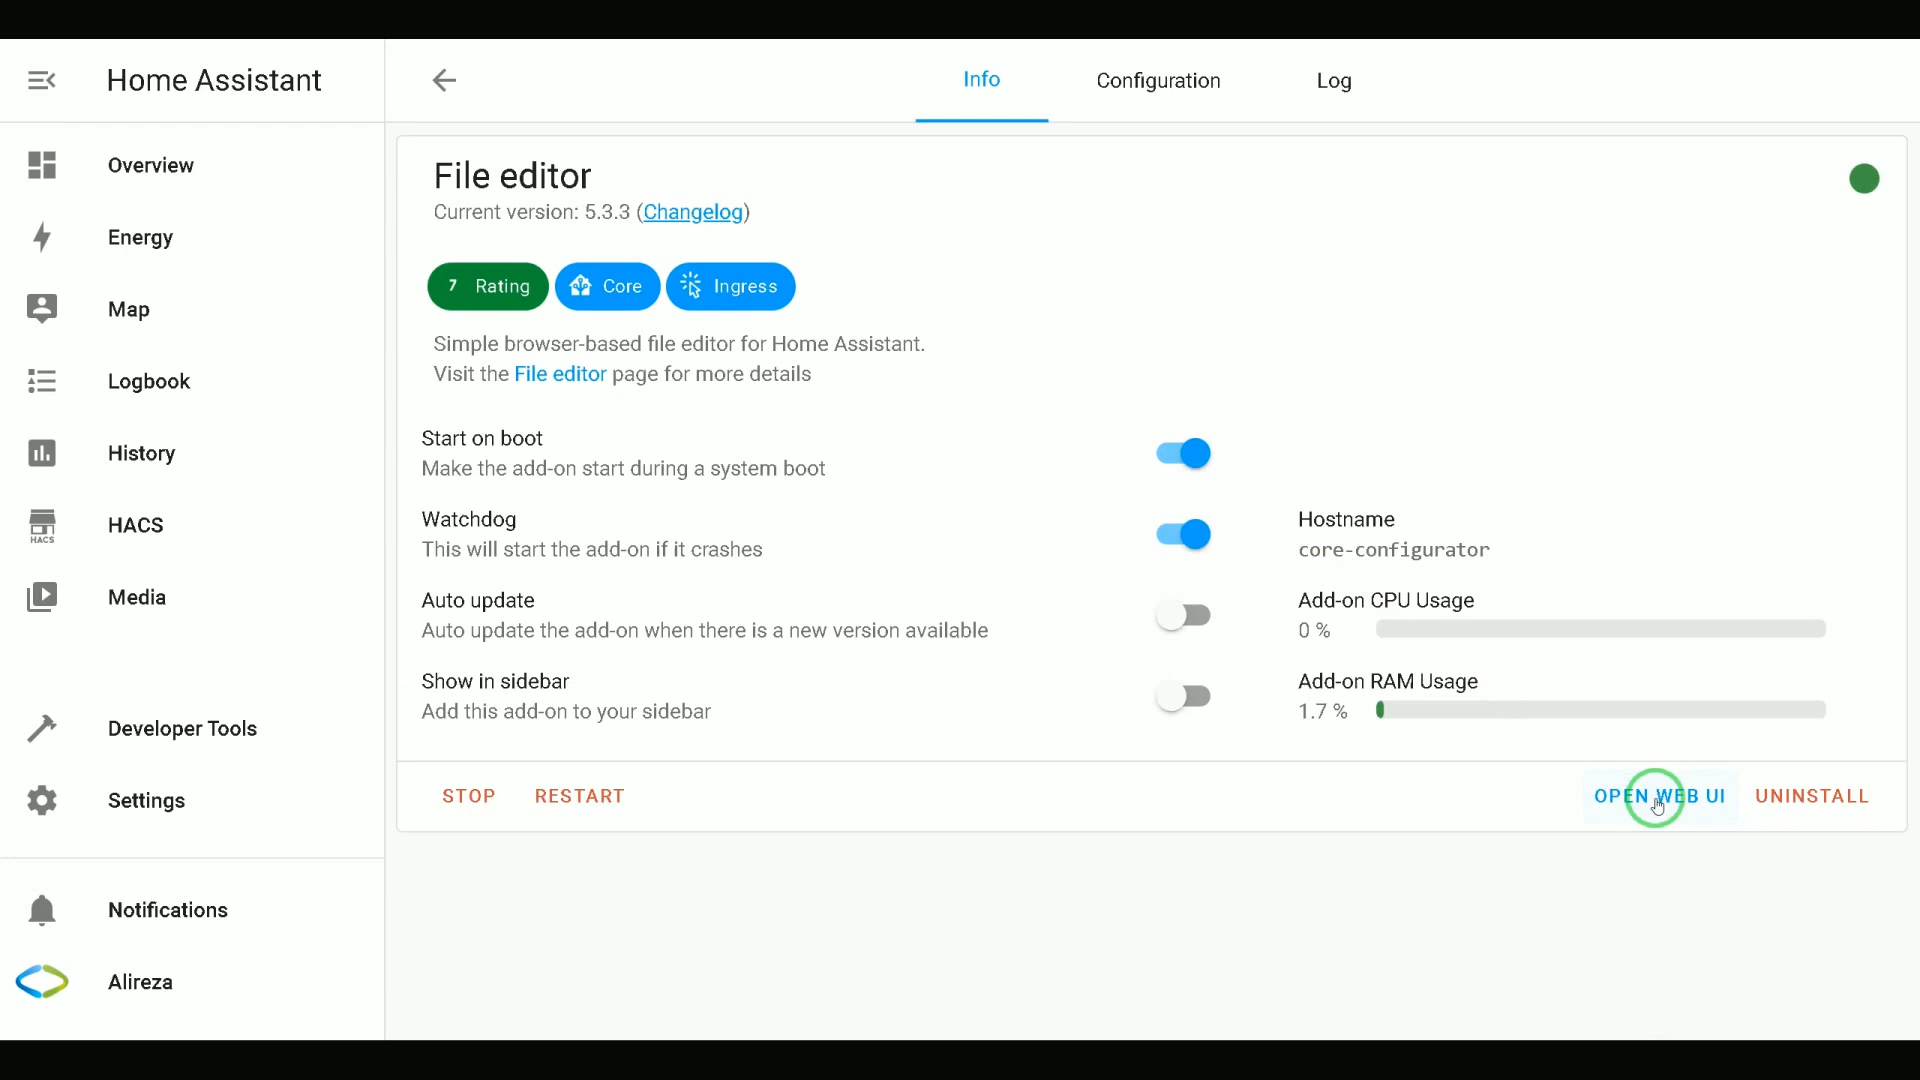 Home Assistant
Info
Configuration
Log
Overview
Energy
Map
Logbook
History
HACS
HACS
Media
Developer Tools
Settings
Notifications
Alireza
File editor
Current version: 5.3.3 (Changelog)
7 Rating
Core
Ingress
Simple browser-based file editor for Home Assistant.
Visit the File editor page for more details
Start on boot
Make the add-on start during a system boot
Watchdog
This will start the add-on if it crashes
Hostname
core-configurator
Auto update
Auto update the add-on when there is a new version available
Add-on CPU Usage
0 %
Show in sidebar
Add this add-on to your sidebar
Add-on RAM Usage
1.7 %
STOP
RESTART
OPEN WEB UI
UNINSTALL